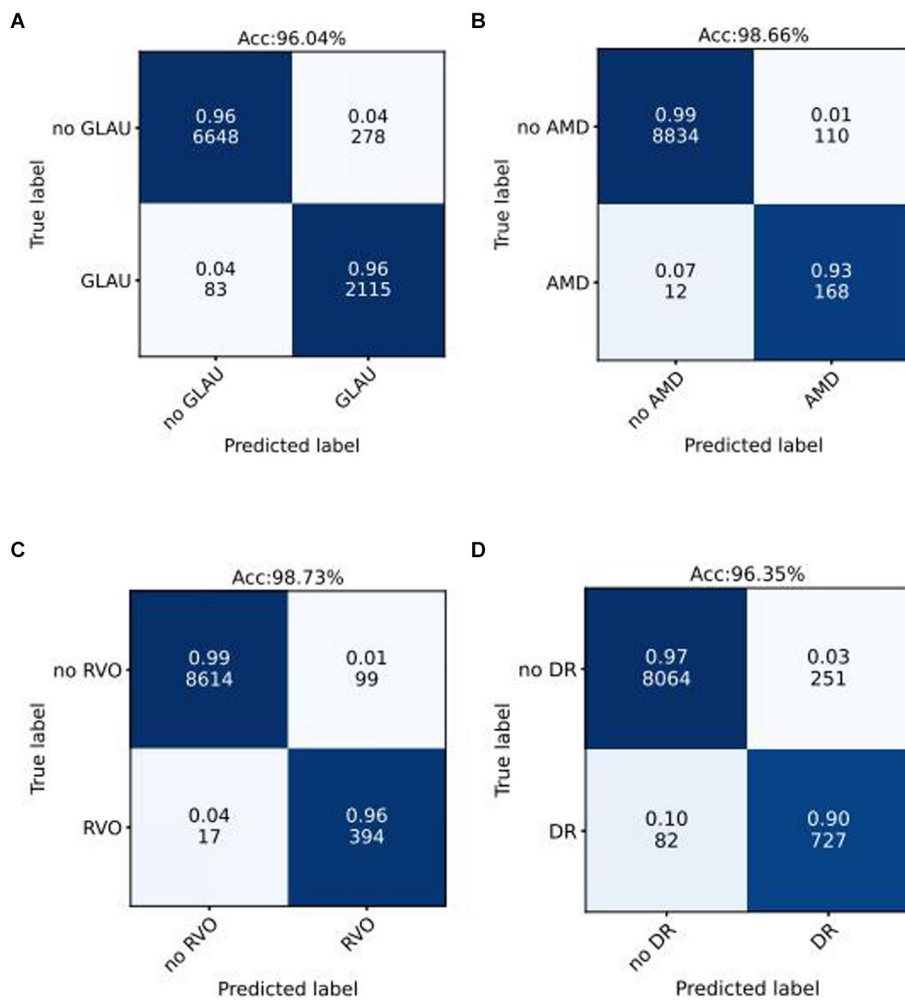 A
Acc:96.04%
no GLAU
0.96
6648
0.04
278
True label
GLAU
0.04
83
0.96
2115
no GLAU
GLAU
Predicted label
B
Acc:98.66%
no AMD
0.99
8834
0.01
110
True label
AMD
0.07
12
0.93
168
no AMD
AMD
Predicted label
C
Acc:98.73%
no RVO
0.99
8614
0.01
99
True label
RVO
0.04
17
0.96
394
no RVO
RVO
Predicted label
D
Acc:96.35%
no DR
0.97
8064
0.03
251
True label
DR
0.10
82
0.90
727
no DR
DR
Predicted label